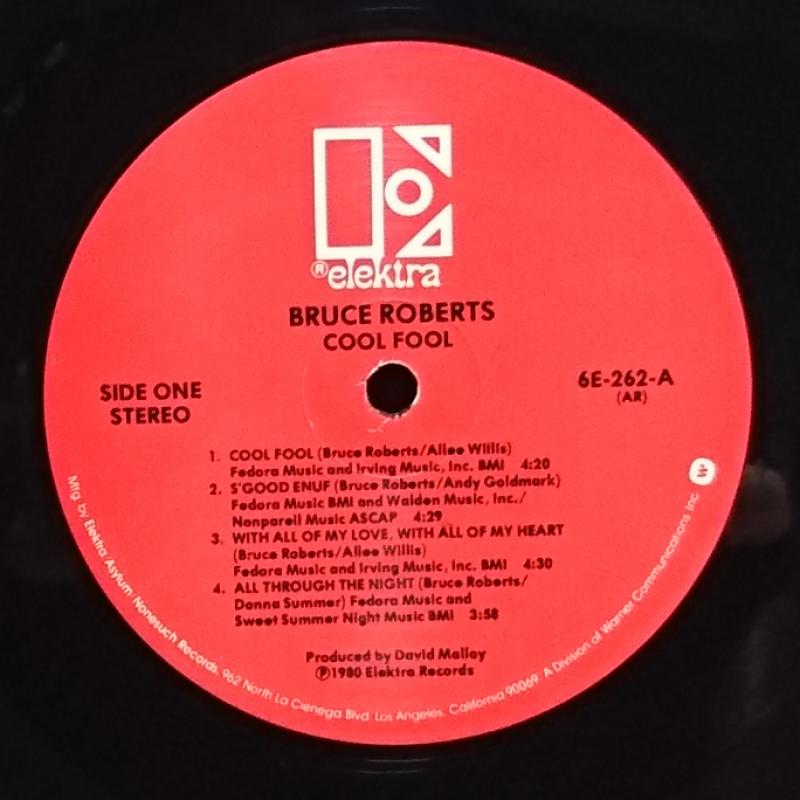 ®elektra
BRUCE ROBERTS
COOL FOOL
SIDE ONE
STEREO
6E-262-A
(AR)
1. COOL FOOL (Bruce Roberts/Allee Willis)
Fedora Music and Irving Music, Inc. BMI 4:20
2. S'GOOD ENUF (Bruce Roberts/Andy Goldmark)
Fedora Music BMI and Walden Music, Inc./
Nonpareil Music ASCAP 4:29
3. WITH ALL OF MY LOVE, WITH ALL OF MY HEART
(Bruce Roberts/Allee Willis)
Fedora Music and Irving Music, Inc. BMI 4:30
4. ALL THROUGH THE NIGHT (Bruce Roberts/
Donna Summer) Fedora Music and
Sweet Summer Night Music BMI 3:58
Produced by David Malloy
℗1980 Elektra Records
Mfg. by Elektra/Asylum/Nonesuch Records, 962 North La Cienega Blvd. Los Angeles, California 90069. A Division of Warner Communications Inc.